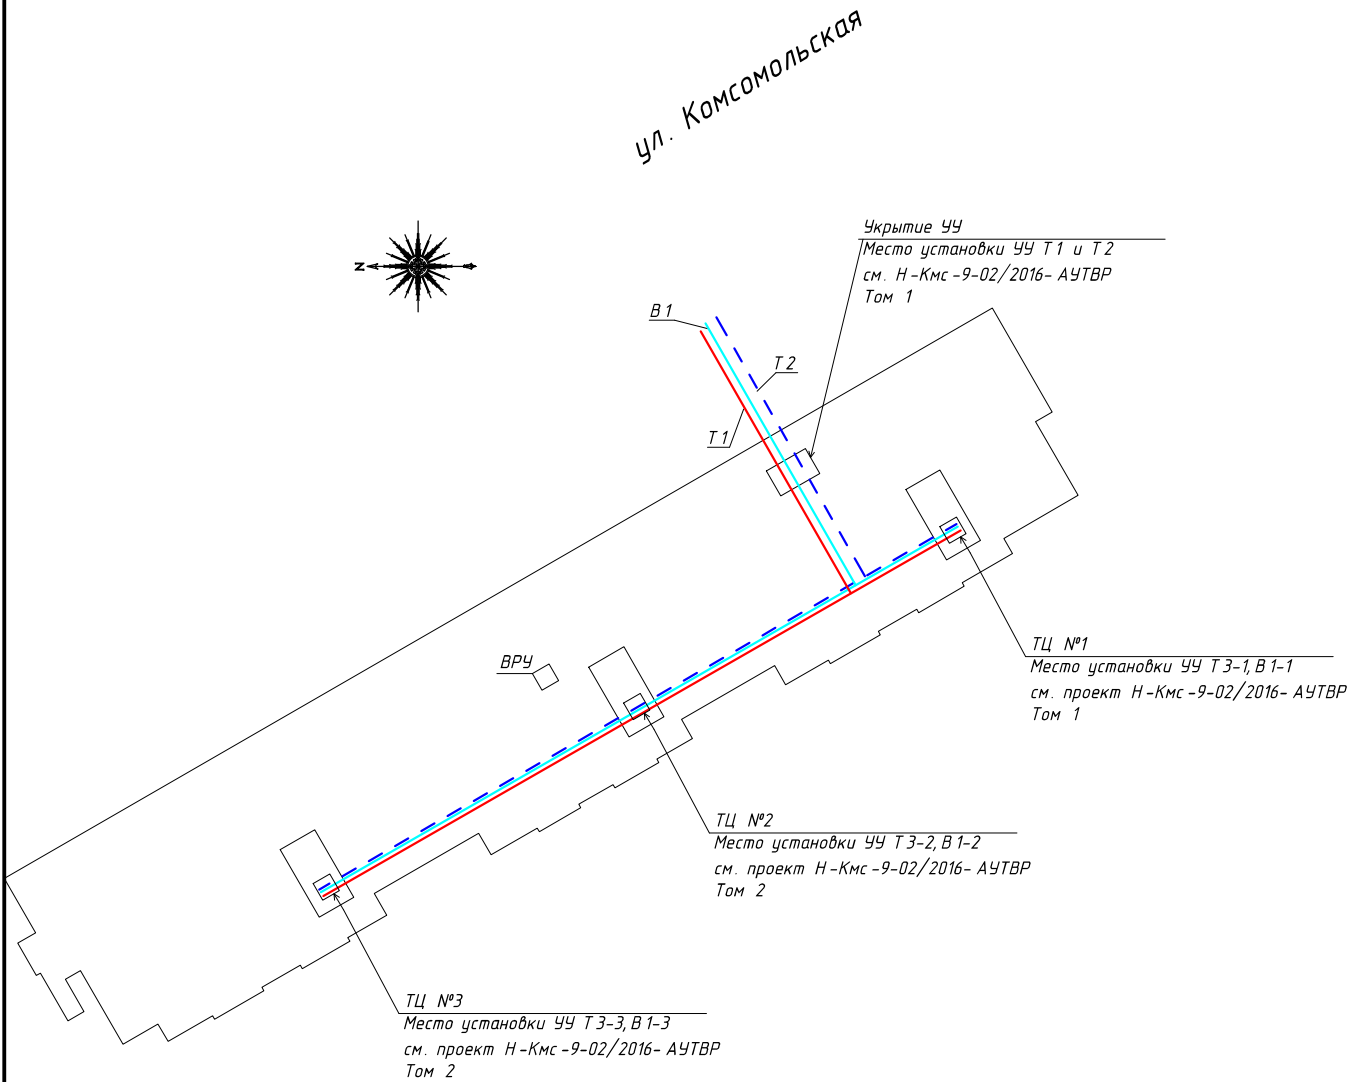 ул. Комсомольская
Укрытие УУ
Место установки УУ Т1 и Т2
см. Н-Кмс-9-02/2016-АУТВР
Том 1
N
В1
Т2
Т1
ТЦ №1
Место установки УУ Т3-1, В1-1
см. проект Н-Кмс-9-02/2016-АУТВР
Том 1
ВРУ
ТЦ №2
Место установки УУ Т3-2, В1-2
см. проект Н-Кмс-9-02/2016-АУТВР
Том 2
ТЦ №3
Место установки УУ Т3-3, В1-3
см. проект Н-Кмс-9-02/2016-АУТВР
Том 2